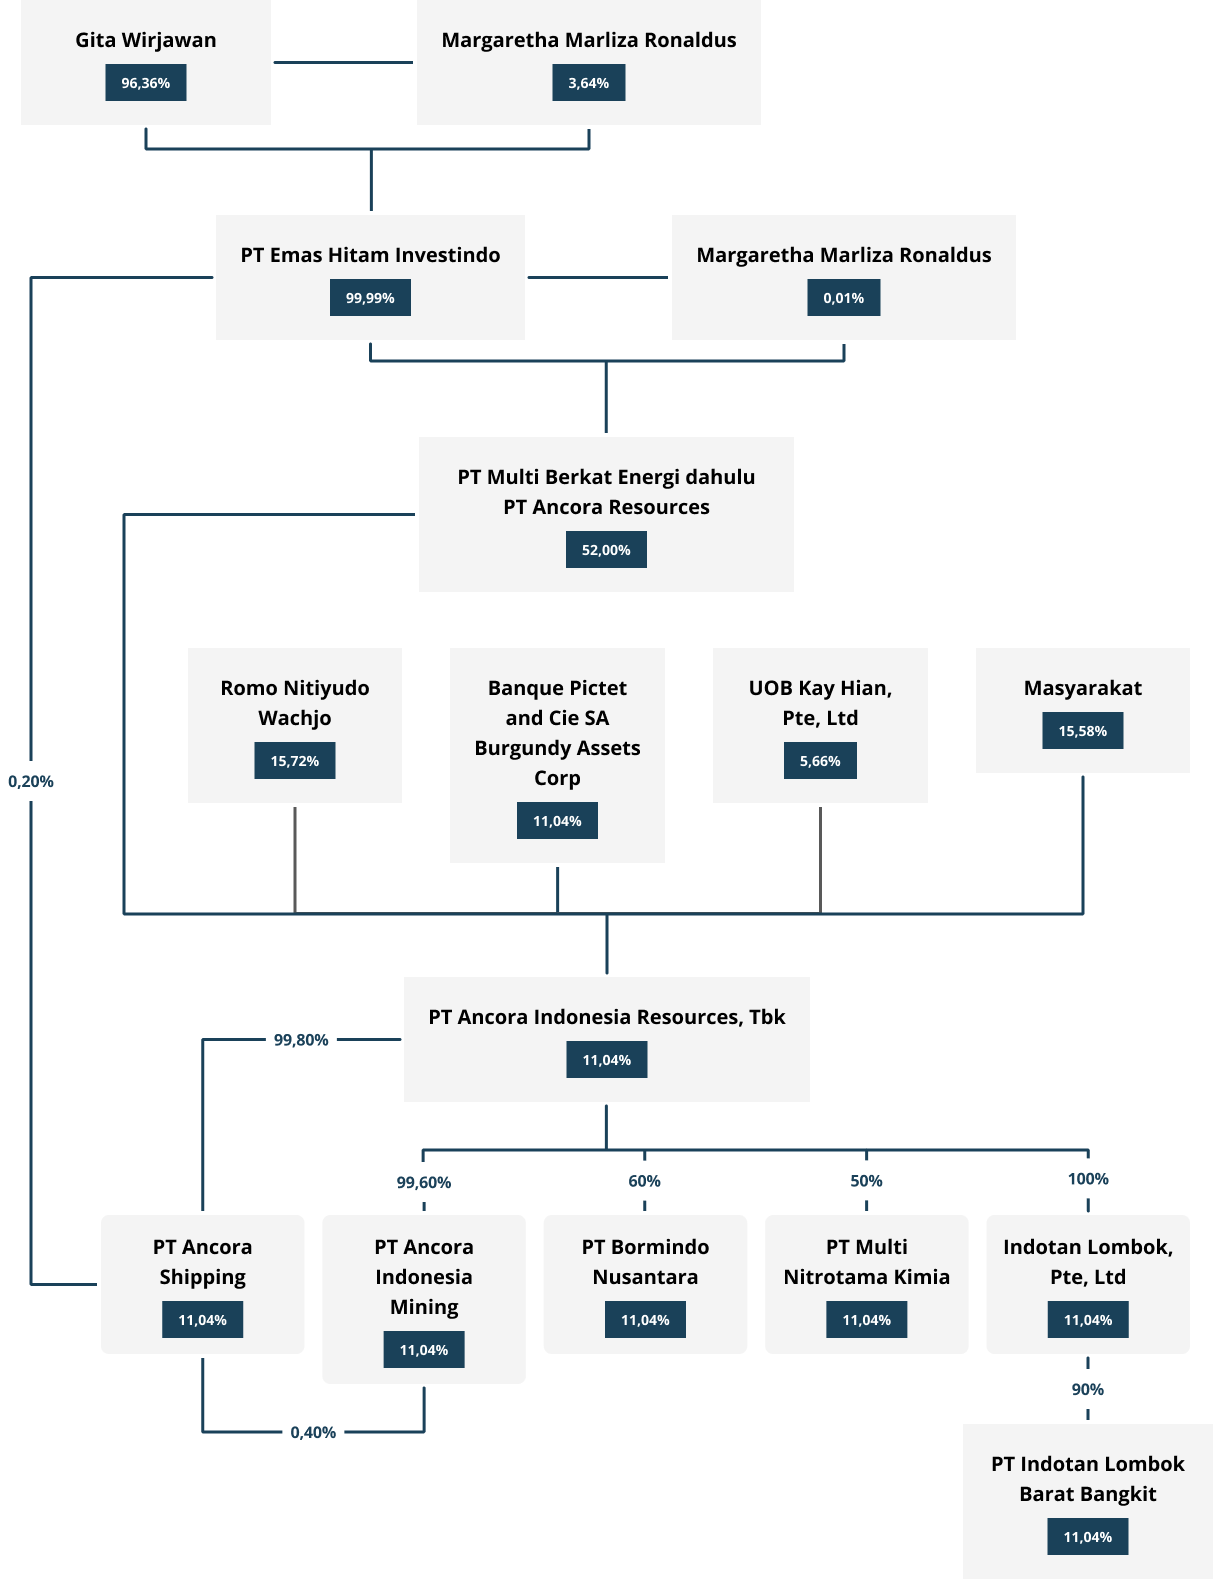 Gita Wirjawan
96,36%
Margaretha Marliza Ronaldus
3,64%
PT Emas Hitam Investindo
99,99%
Margaretha Marliza Ronaldus
0,01%
PT Multi Berkat Energi dahulu
PT Ancora Resources
52,00%
Romo Nitiyudo
Wachjo
15,72%
Banque Pictet
and Cie SA
Burgundy Assets
Corp
11,04%
UOB Kay Hian,
Pte, Ltd
5,66%
Masyarakat
15,58%
0,20%
PT Ancora Indonesia Resources, Tbk
11,04%
99,80%
99,60%
60%
50%
100%
PT Ancora
Shipping
11,04%
PT Ancora
Indonesia
Mining
11,04%
PT Bormindo
Nusantara
11,04%
PT Multi
Nitrotama Kimia
11,04%
Indotan Lombok,
Pte, Ltd
11,04%
90%
0,40%
PT Indotan Lombok
Barat Bangkit
11,04%